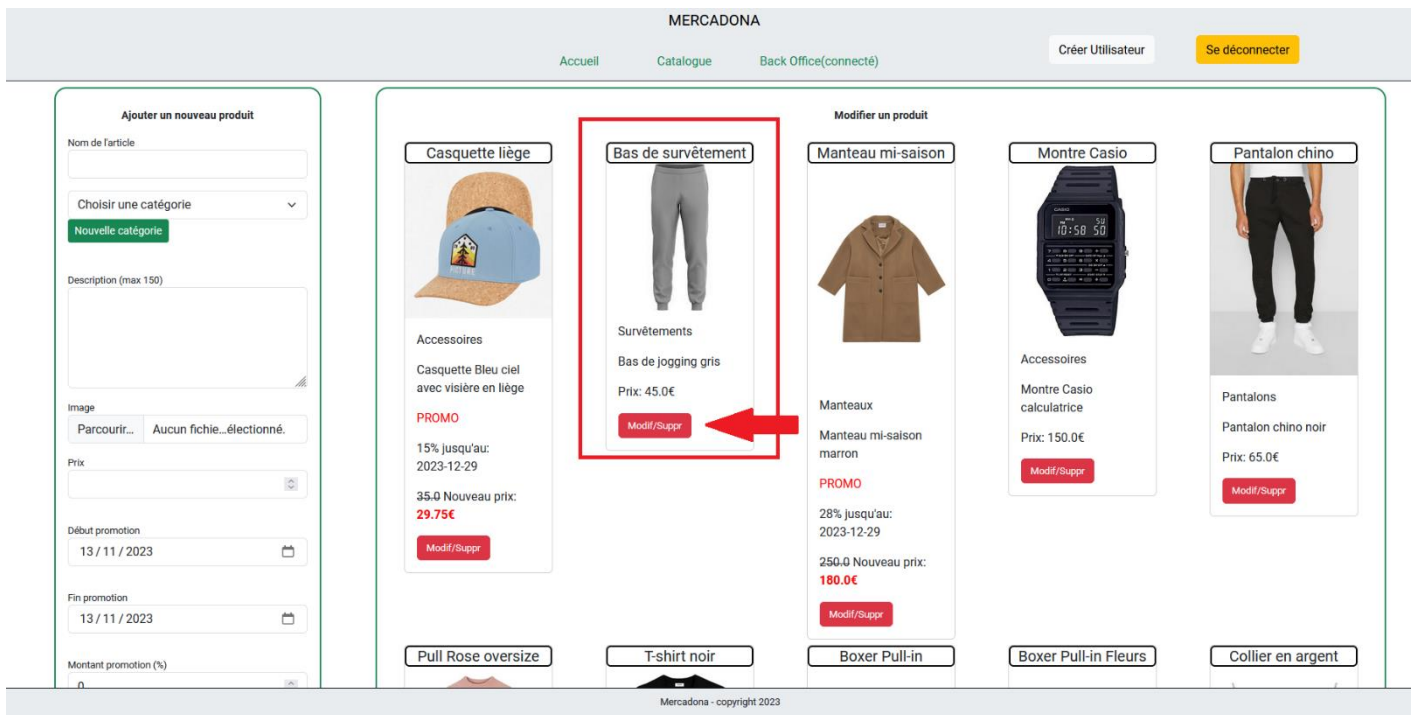 MERCADONA
Accueil
Catalogue
Back Office(connecté)
Créer Utilisateur
Se déconnecter
Ajouter un nouveau produit
Nom de l'article
Choisir une catégorie
Nouvelle catégorie
Description (max 150)
Image
Parcourir... Aucun fichie...électionné.
Prix
Début promotion
13 / 11 / 2023
Fin promotion
13 / 11 / 2023
Montant promotion (%)
0
Modifier un produit
Casquette liège
PICTURE
Accessoires
Casquette Bleu ciel
avec visière en liège
PROMO
15% jusqu'au:
2023-12-29
35.0 Nouveau prix:
29.75€
Modif/Suppr
Bas de survêtement
Survêtements
Bas de jogging gris
Prix: 45.0€
Modif/Suppr
Manteau mi-saison
Manteaux
Manteau mi-saison
marron
PROMO
28% jusqu'au:
2023-12-29
250.0 Nouveau prix:
180.0€
Modif/Suppr
Montre Casio
CASIO
10:58 50
Accessoires
Montre Casio
calculatrice
Prix: 150.0€
Modif/Suppr
Pantalon chino
Pantalons
Pantalon chino noir
Prix: 65.0€
Modif/Suppr
Pull Rose oversize
T-shirt noir
Boxer Pull-in
Boxer Pull-in Fleurs
Collier en argent
Mercadona - copyright 2023